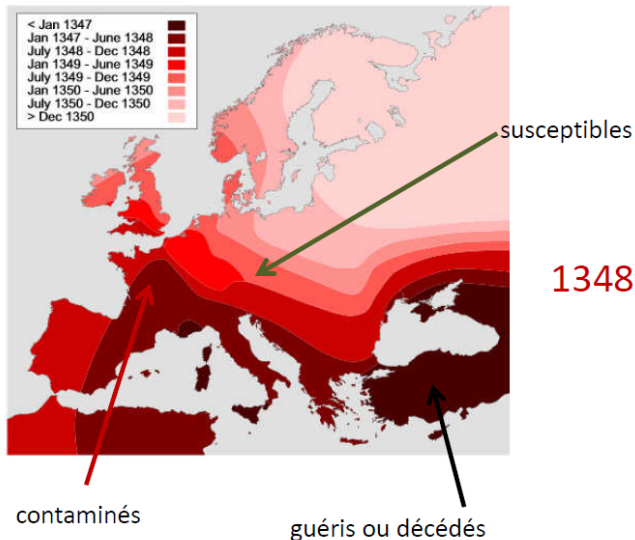 < Jan 1347
Jan 1347 - June 1348
July 1348 - Dec 1348
Jan 1349 - June 1349
July 1349 - Dec 1349
Jan 1350 - June 1350
July 1350 - Dec 1350
> Dec 1350
susceptibles
1348
contaminés
guéris ou décédés